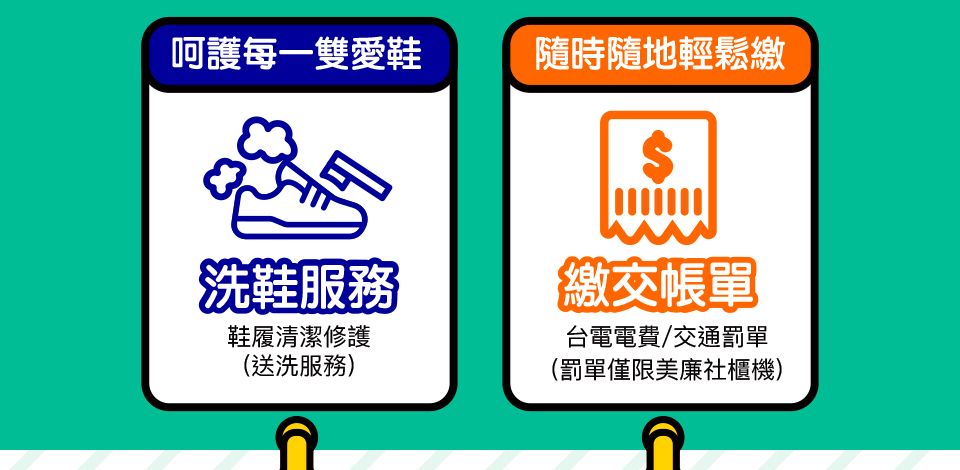 呵護每一雙愛鞋
洗鞋服務
鞋履清潔修護
(送洗服務)
隨時隨地輕鬆繳
$
繳交帳單
台電電費/交通罰單
(罰單僅限美廉社櫃機)